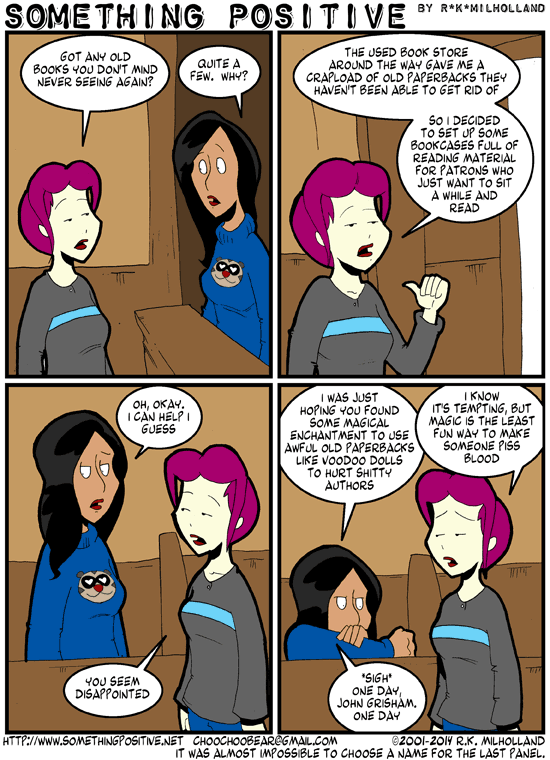 SOMETHING POSITIVE BY R*K*MILHOLLAND
GOT ANY OLD
BOOKS YOU DON'T MIND
NEVER SEEING AGAIN?
QUITE A
FEW. WHY?
THE USED BOOK STORE
AROUND THE WAY GAVE ME A
CRAPLOAD OF OLD PAPERBACKS THEY
HAVEN'T BEEN ABLE TO GET RID OF
SO I DECIDED
TO SET UP SOME
BOOKCASES FULL OF
READING MATERIAL
FOR PATRONS WHO
JUST WANT TO SIT
A WHILE AND
READ
OH, OKAY.
I CAN HELP I
GUESS
YOU SEEM
DISAPPOINTED
I WAS JUST
HOPING YOU FOUND
SOME MAGICAL
ENCHANTMENT TO USE
AWFUL OLD PAPERBACKS
LIKE VOODOO DOLLS
TO HURT SHITTY
AUTHORS
I KNOW
IT'S TEMPTING, BUT
MAGIC IS THE LEAST
FUN WAY TO MAKE
SOMEONE PISS
BLOOD
*SIGH*
ONE DAY,
JOHN GRISHAM.
ONE DAY
HTTP://WWW.SOMETHINGPOSITIVE.NET CHOOCHOOBEAR@GMAIL.COM ©2001-2014 R.K. MILHOLLAND
IT WAS ALMOST IMPOSSIBLE TO CHOOSE A NAME FOR THE LAST PANEL.